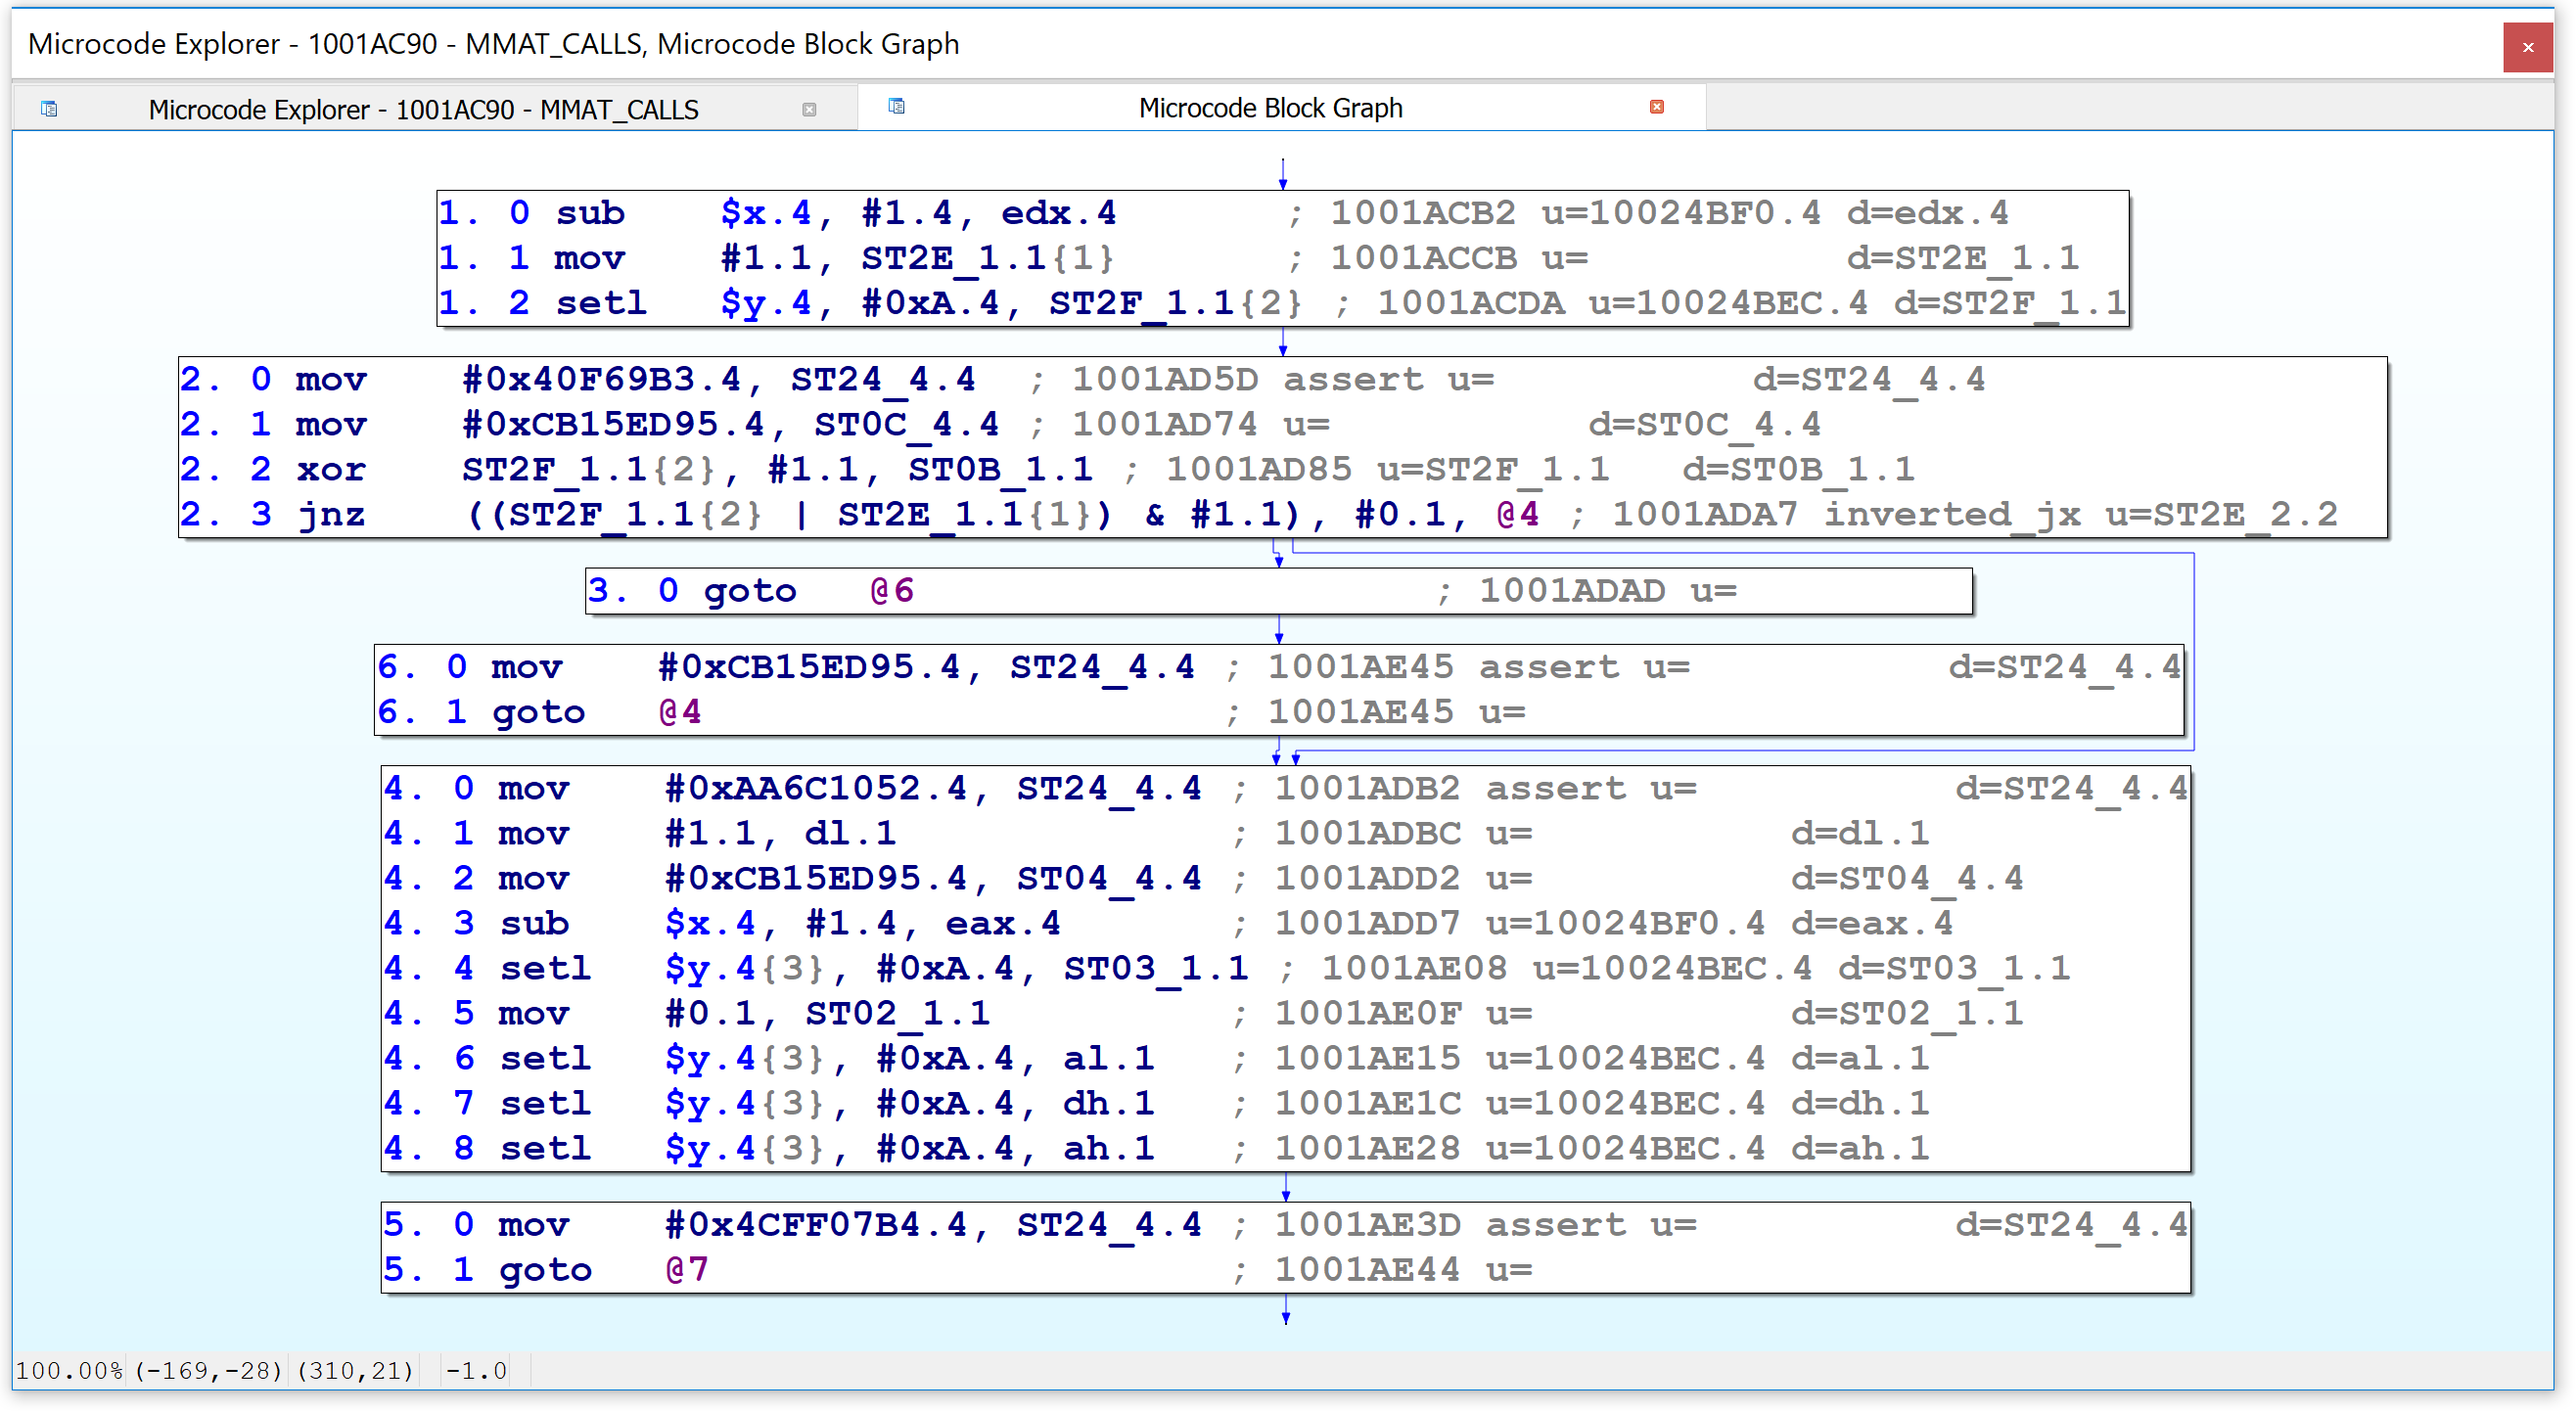 Microcode Explorer - 1001AC90 - MMAT_CALLS, Microcode Block Graph
Microcode Explorer - 1001AC90 - MMAT_CALLS Microcode Block Graph
1. 0 sub $x.4, #1.4, edx.4 ; 1001ACB2 u=10024BF0.4 d=edx.4
1. 1 mov #1.1, ST2E_1.1{1} ; 1001ACCB u= d=ST2E_1.1
1. 2 setl $y.4, #0xA.4, ST2F_1.1{2} ; 1001ACDA u=10024BEC.4 d=ST2F_1.1
2. 0 mov #0x40F69B3.4, ST24_4.4 ; 1001AD5D assert u= d=ST24_4.4
2. 1 mov #0xCB15ED95.4, ST0C_4.4 ; 1001AD74 u= d=ST0C_4.4
2. 2 xor ST2F_1.1{2}, #1.1, ST0B_1.1 ; 1001AD85 u=ST2F_1.1 d=ST0B_1.1
2. 3 jnz ((ST2F_1.1{2} | ST2E_1.1{1}) & #1.1), #0.1, @4 ; 1001ADA7 inverted_jx u=ST2E_2.2
3. 0 goto @6 ; 1001ADAD u=
6. 0 mov #0xCB15ED95.4, ST24_4.4 ; 1001AE45 assert u= d=ST24_4.4
6. 1 goto @4 ; 1001AE45 u=
4. 0 mov #0xAA6C1052.4, ST24_4.4 ; 1001ADB2 assert u= d=ST24_4.4
4. 1 mov #1.1, dl.1 ; 1001ADBC u= d=dl.1
4. 2 mov #0xCB15ED95.4, ST04_4.4 ; 1001ADD2 u= d=ST04_4.4
4. 3 sub $x.4, #1.4, eax.4 ; 1001ADD7 u=10024BF0.4 d=eax.4
4. 4 setl $y.4{3}, #0xA.4, ST03_1.1 ; 1001AE08 u=10024BEC.4 d=ST03_1.1
4. 5 mov #0.1, ST02_1.1 ; 1001AE0F u= d=ST02_1.1
4. 6 setl $y.4{3}, #0xA.4, al.1 ; 1001AE15 u=10024BEC.4 d=al.1
4. 7 setl $y.4{3}, #0xA.4, dh.1 ; 1001AE1C u=10024BEC.4 d=dh.1
4. 8 setl $y.4{3}, #0xA.4, ah.1 ; 1001AE28 u=10024BEC.4 d=ah.1
5. 0 mov #0x4CFF07B4.4, ST24_4.4 ; 1001AE3D assert u= d=ST24_4.4
5. 1 goto @7 ; 1001AE44 u=
100.00% (-169,-28) (310,21) -1.0